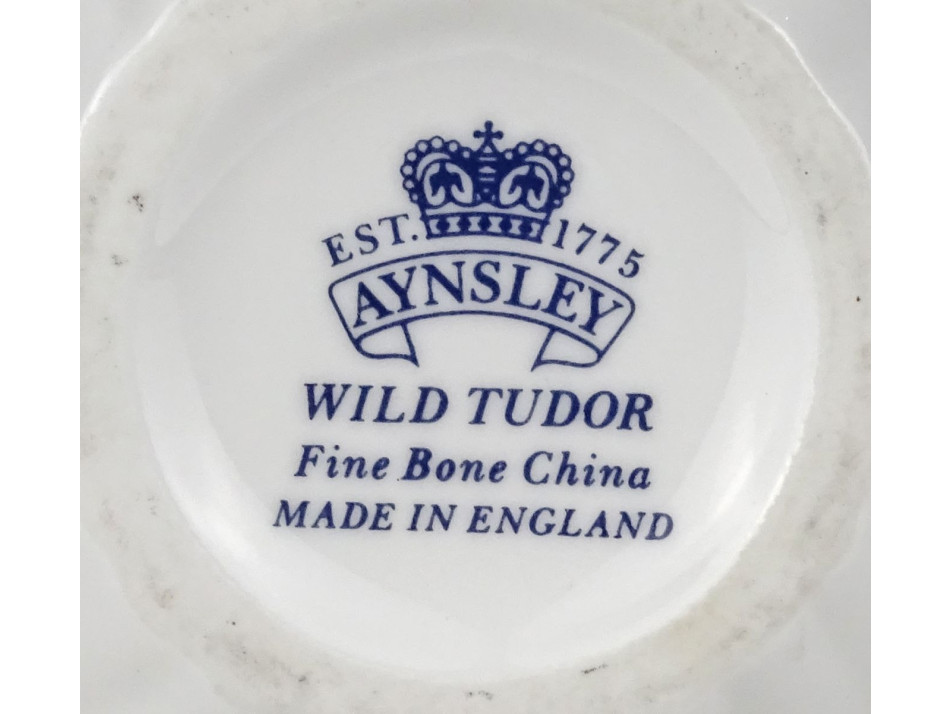 EST. 1775
AYNSLEY
WILD TUDOR
Fine Bone China
MADE IN ENGLAND